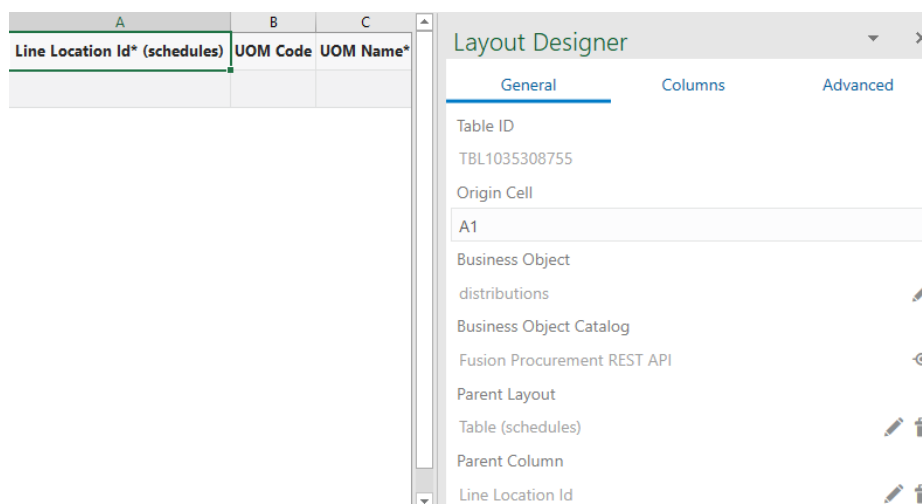 A B C
Line Location Id* (schedules) UOM Code UOM Name*
Layout Designer
General Columns Advanced
Table ID
TBL1035308755
Origin Cell
A1
Business Object
distributions
Business Object Catalog
Fusion Procurement REST API
Parent Layout
Table (schedules)
Parent Column
Line Location Id